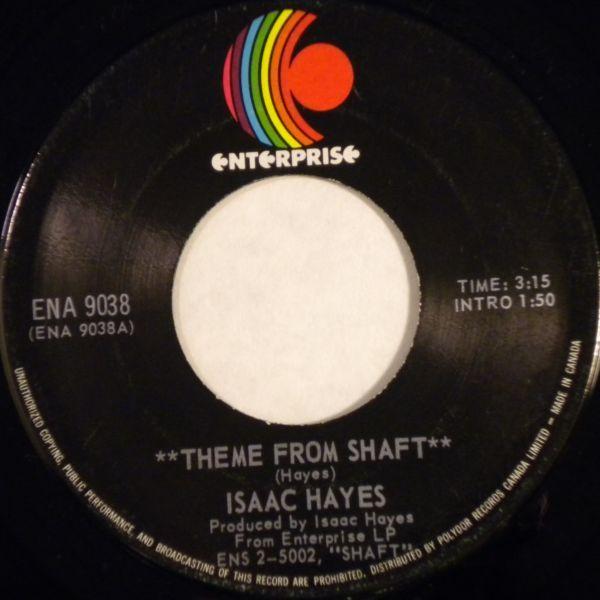 ENTERPRISE
ENA 9038
(ENA 9038A)
TIME: 3:15
INTRO 1:50
**THEME FROM SHAFT**
(Hayes)
ISAAC HAYES
Produced by Isaac Hayes
From Enterprise LP
ENS 2-5002, "SHAFT"
UNAUTHORIZED COPYING, PUBLIC PERFORMANCE, AND BROADCASTING OF THIS RECORD ARE PROHIBITED. DISTRIBUTED BY POLYDOR RECORDS CANADA LIMITED – MADE IN CANADA